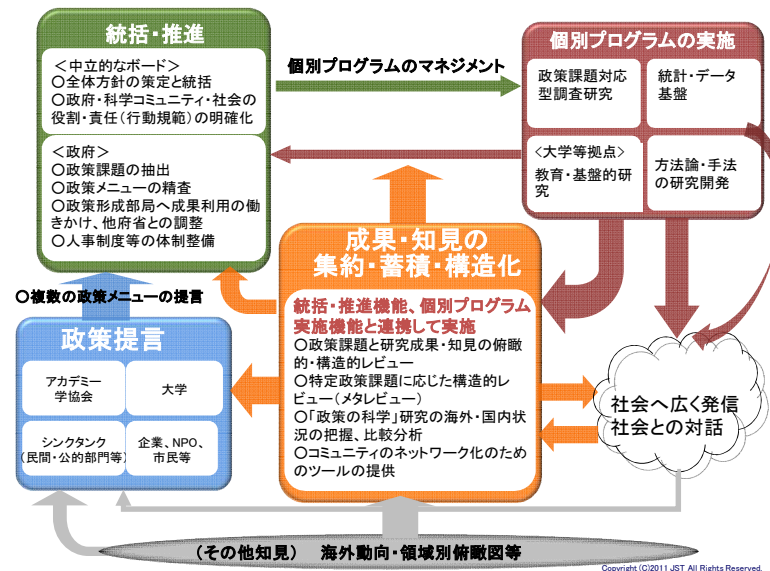 統括・推進
＜中立的なボード＞
○全体方針の策定と統括
○政府・科学コミュニティ・社会の
役割・責任（行動規範）の明確化
＜政府＞
○政策課題の抽出
○政策メニューの精査
○政策形成部局へ成果利用の働
きかけ、他府省との調整
○人事制度等の体制整備
個別プログラムのマネジメント
個別プログラムの実施
政策課題対応
型調査研究
統計・データ
基盤
＜大学等拠点＞
教育・基盤的研
究
方法論・手法
の研究開発
成果・知見の
集約・蓄積・構造化
統括・推進機能、個別プログラム
実施機能と連携して実施
○政策課題と研究成果・知見の俯瞰
的・構造的レビュー
○特定政策課題に応じた構造的レ
ビュー（メタレビュー）
○「政策の科学」研究の海外・国内状
況の把握、比較分析
○コミュニティのネットワーク化のため
のツールの提供
○複数の政策メニューの提言
政策提言
アカデミー
学協会
大学
シンクタンク
（民間・公的部門等）
企業、NPO、
市民等
社会へ広く発信
社会との対話
（その他知見）　海外動向・領域別俯瞰図等
Copyright (C)2011 JST All Rights Reserved.